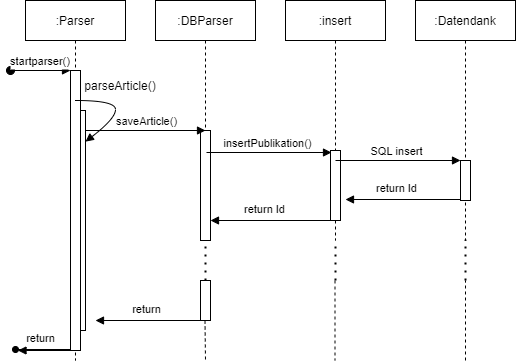 :Parser
:DBParser
:insert
:Datendank
startparser()
parseArticle()
saveArticle()
insertPublikation()
SQL insert
return Id
return Id
return
return